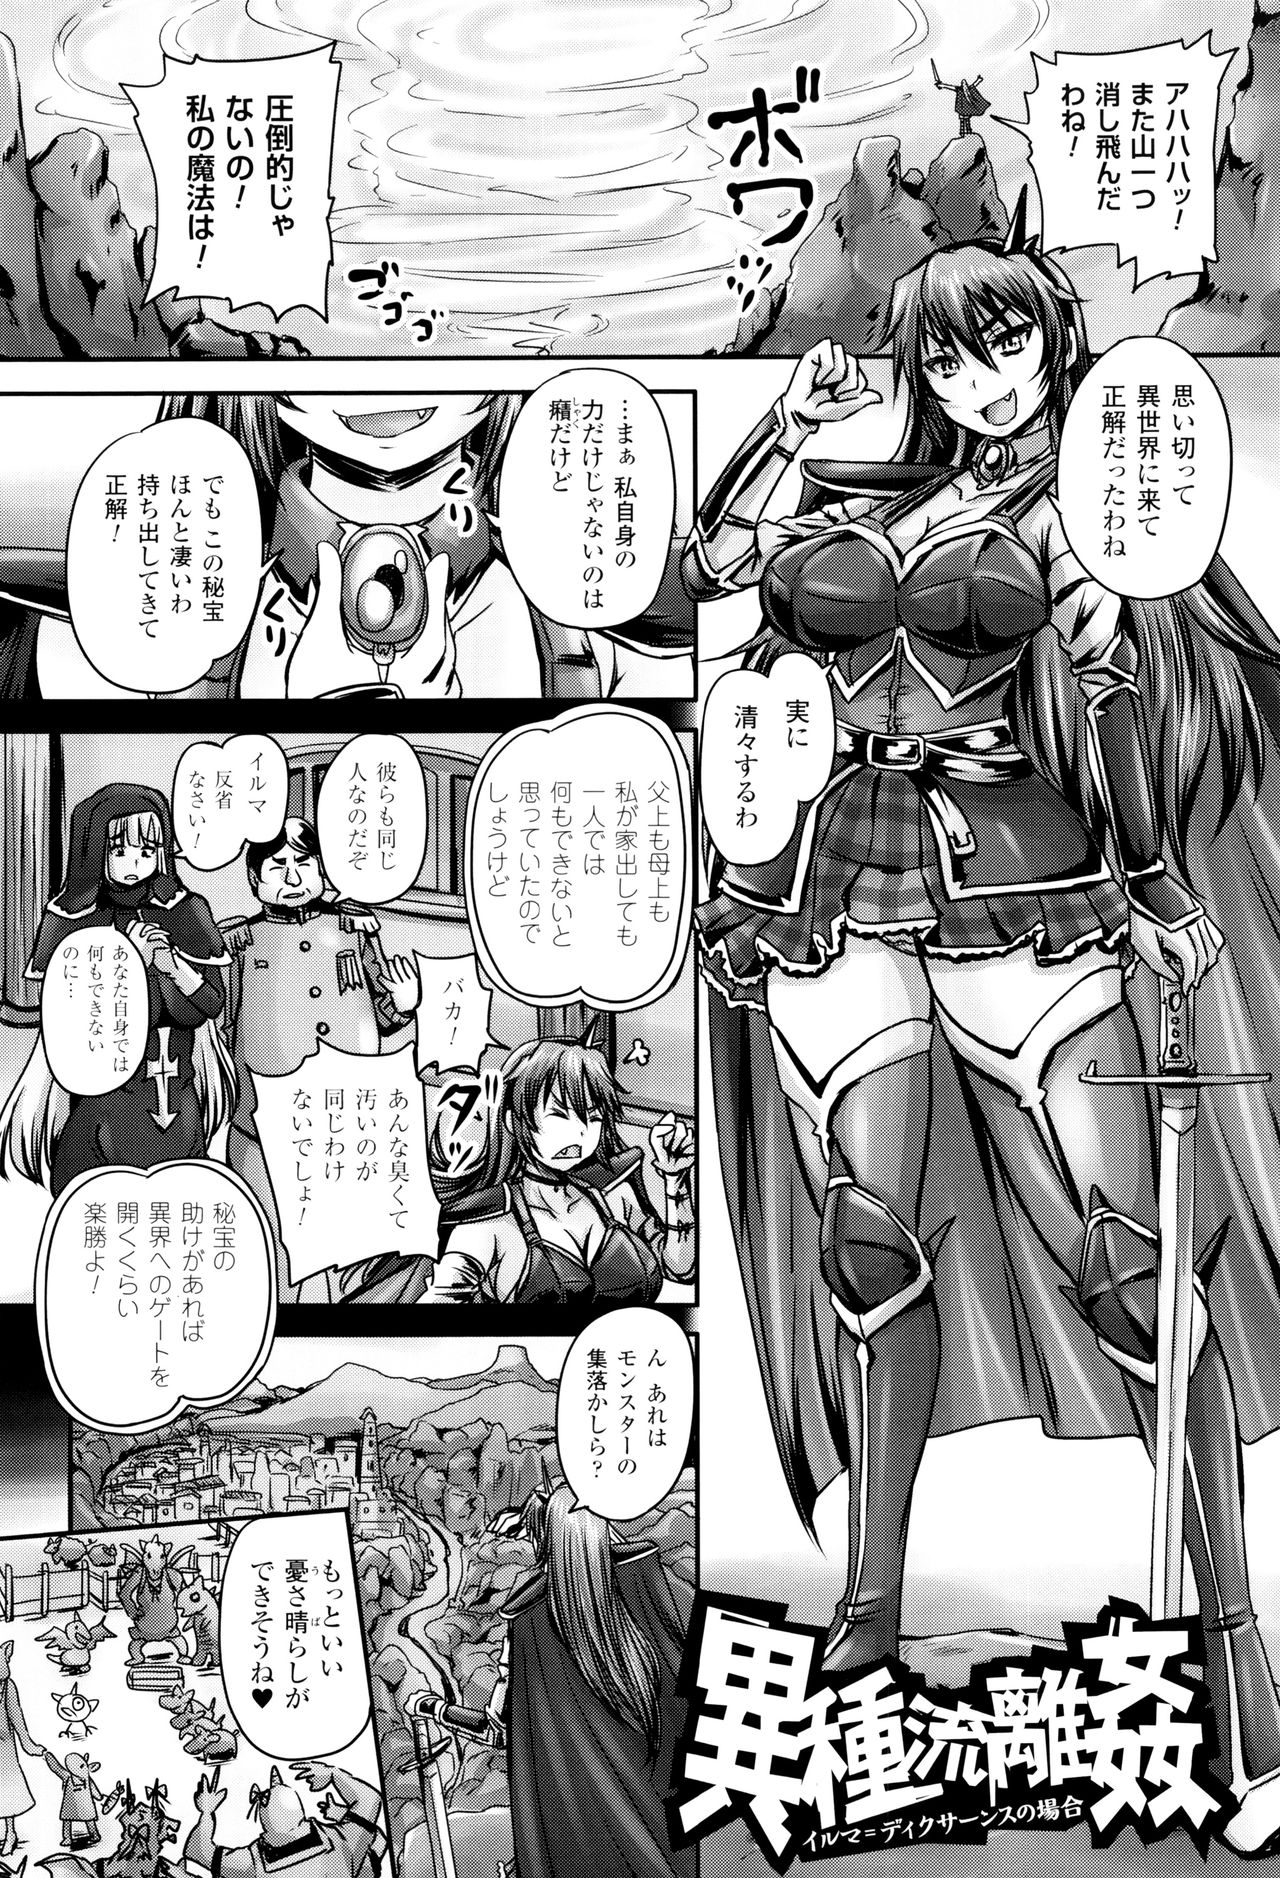 アハハハッ！
また山一つ
消し飛んだ
わね！
ボワッ
圧倒的じゃ
ないの！
私の魔法は！
ゴゴゴゴ
思い切って
異世界に来て
正解だったわね
実に
清々するわ
…まぁ 私自身の
力だけじゃないのは
癪だけど
しゃく
くり
くり
でも この秘宝
ほんと凄いわ
持ち出してきて
正解！
父上も母上も
私が家出しても
一人では
何もできないと
思っていたので
しょうけど
彼らも同じ
人なのだぞ
イルマ
反省
なさい！
あなた自身では
何もできない
のに…
バカ！
ダッ
あんな臭くて
汚いのが
同じわけ
ないでしょ！
秘宝の
助けがあれば
異界へのゲートを
開くくらい
楽勝よ！
ん あれは
モンスターの
集落かしら？
もっといい
憂さ晴らしが
うば
できそうね♥
異種流離姦
イルマ＝ディクサーンスの場合